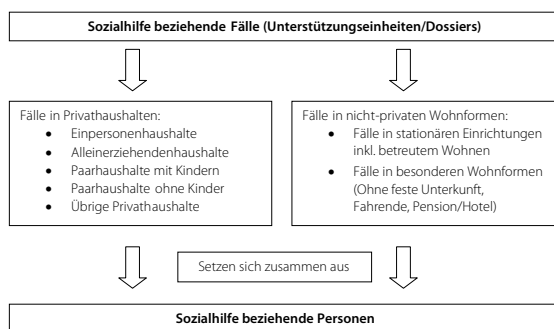 Sozialhilfe beziehende Fälle (Unterstützungseinheiten/Dossiers)
Fälle in Privathaushalten:
• Einpersonenhaushalte
• Alleinerziehendenhaushalte
• Paarhaushalte mit Kindern
• Paarhaushalte ohne Kinder
• Übrige Privathaushalte
Fälle in nicht-privaten Wohnformen:
• Fälle in stationären Einrichtungen
inkl. betreutem Wohnen
• Fälle in besonderen Wohnformen
(Ohne feste Unterkunft,
Fahrende, Pension/Hotel)
Setzen sich zusammen aus
Sozialhilfe beziehende Personen